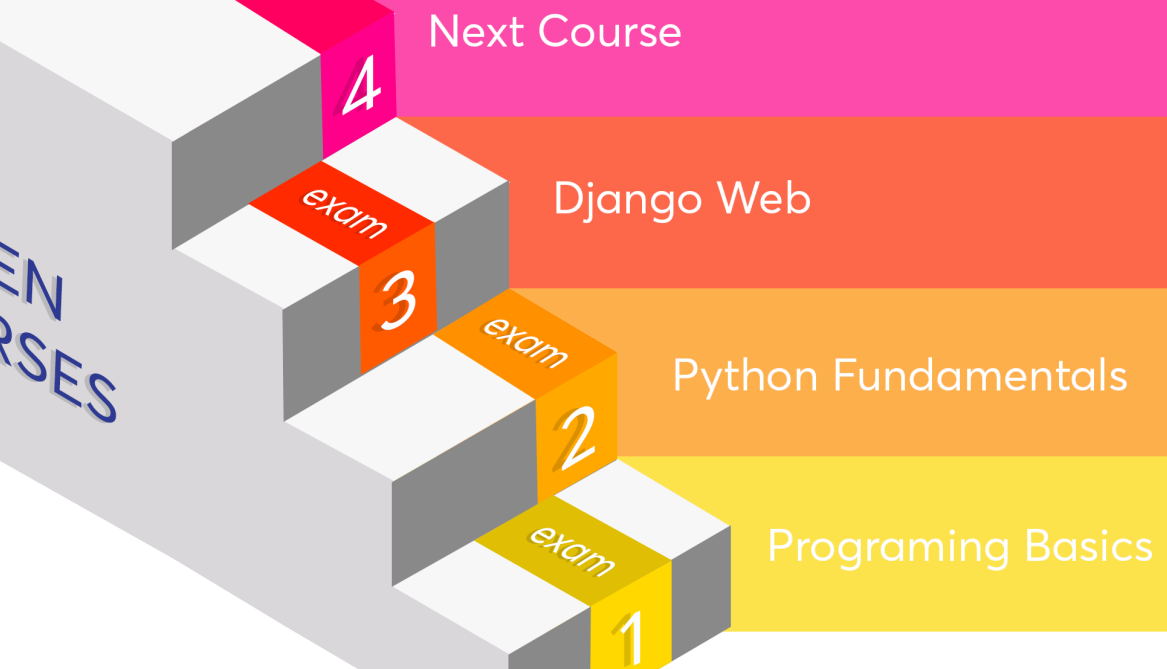 Next Course
4
Django Web
exam
3
EN
RSES
exam
Python Fundamentals
2
exam
Programing Basics
1